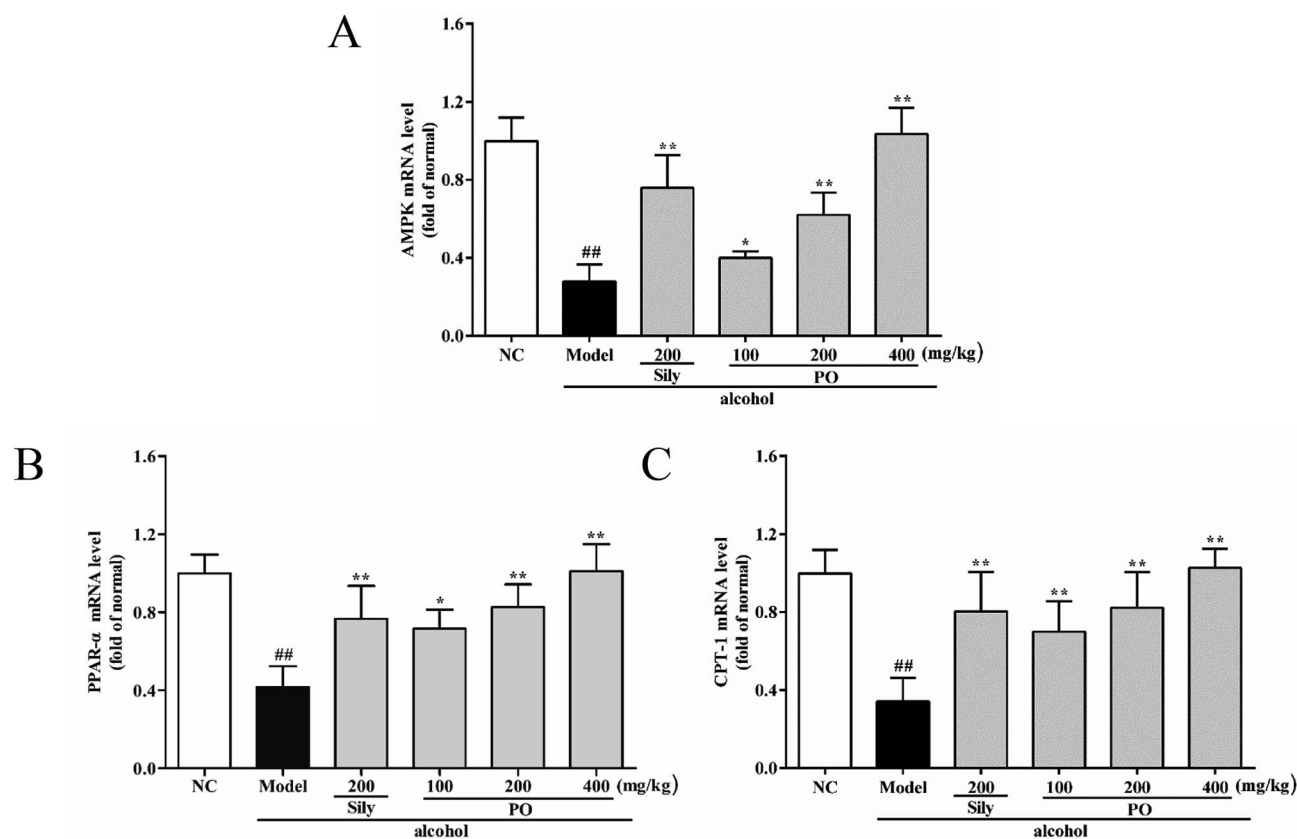 A
AMPK mRNA level
(fold of normal)
1.6
1.2
0.8
0.4
0.0
##
**
*
**
**
NC Model 200 100 200 400 (mg/kg)
Sily PO
alcohol
B
PPAR-α mRNA level
(fold of normal)
1.6
1.2
0.8
0.4
0.0
##
**
*
**
**
NC Model 200 100 200 400 (mg/kg)
Sily PO
alcohol
C
CPT-1 mRNA level
(fold of normal)
1.6
1.2
0.8
0.4
0.0
##
**
**
**
**
NC Model 200 100 200 400 (mg/kg)
Sily PO
alcohol